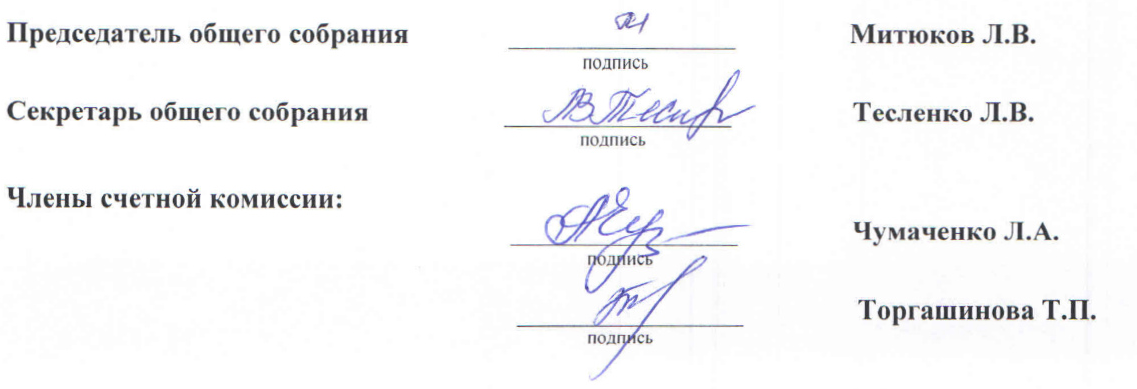 Председатель общего собрания Митюков Л.В.
подпись
Секретарь общего собрания Тесленко Л.В.
подпись
Члены счетной комиссии:
Чумаченко Л.А.
подпись
Торгашинова Т.П.
подпись